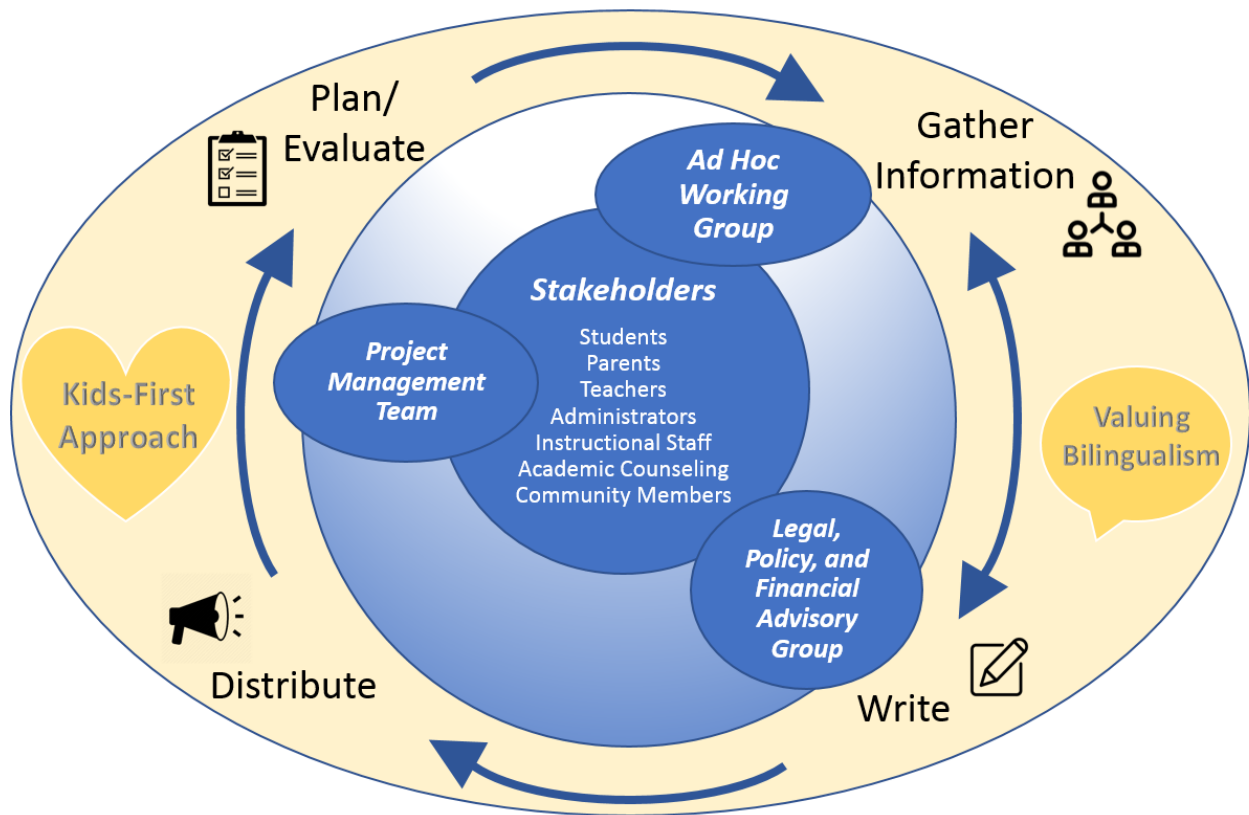 Plan/
Evaluate
Gather
Information
Ad Hoc
Working
Group
Stakeholders
Students
Parents
Teachers
Administrators
Instructional Staff
Academic Counseling
Community Members
Project
Management
Team
Kids-First
Approach
Valuing
Bilingualism
Legal,
Policy, and
Financial
Advisory
Group
Distribute
Write